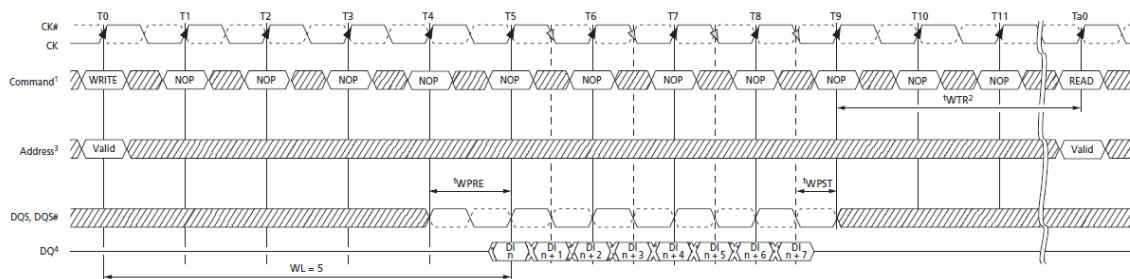 T0 T1 T2 T3 T4 T5 T6 T7 T8 T9 T10 T11 Ta0
CK#
CK
Command1 WRITE NOP NOP NOP NOP NOP NOP NOP NOP NOP NOP NOP READ
tWTR2
Address3 Valid Valid
tWPRE tWPST
DQS, DQS#
DQ4 DI n DI n + 1 DI n + 2 DI n + 3 DI n + 4 DI n + 5 DI n + 6 DI n + 7
WL = 5